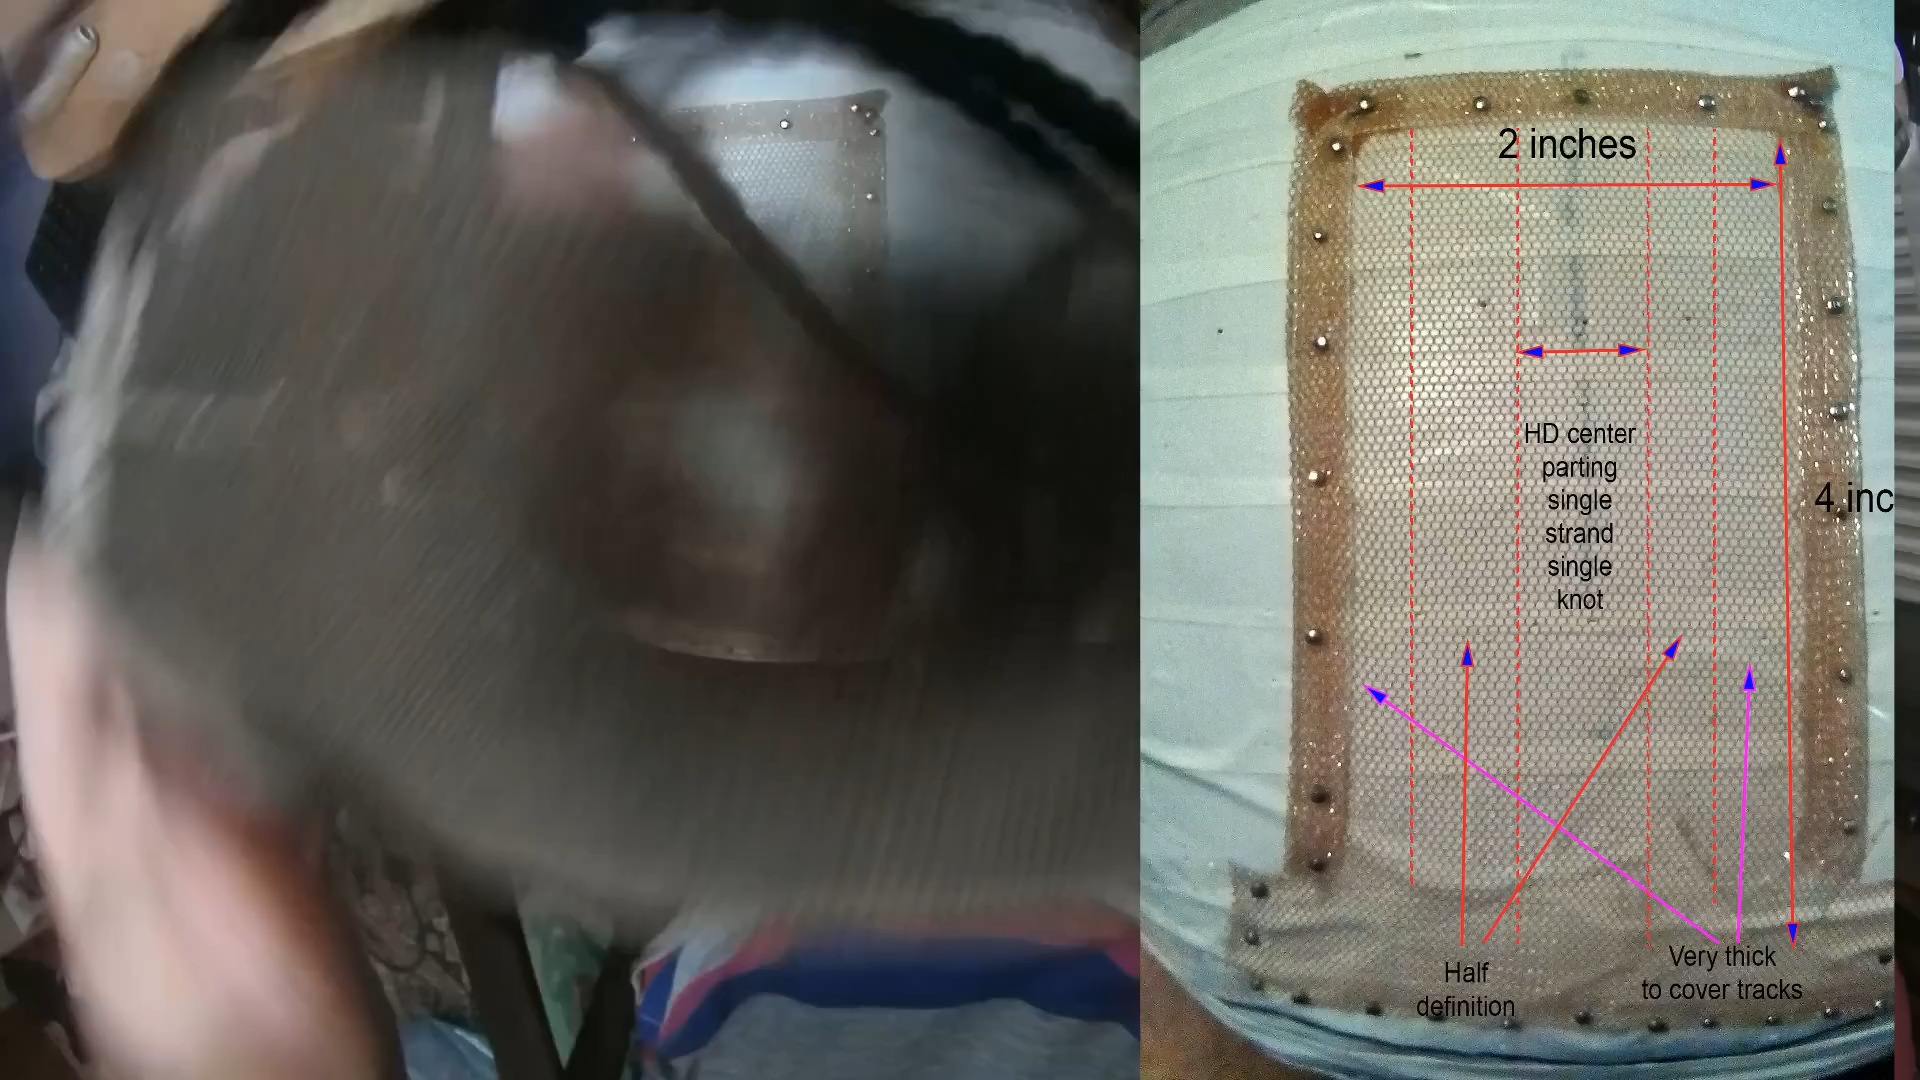 2 inches
HD center
parting
single
strand
single
knot
4 inc
Half
definition
Very thick
to cover tracks